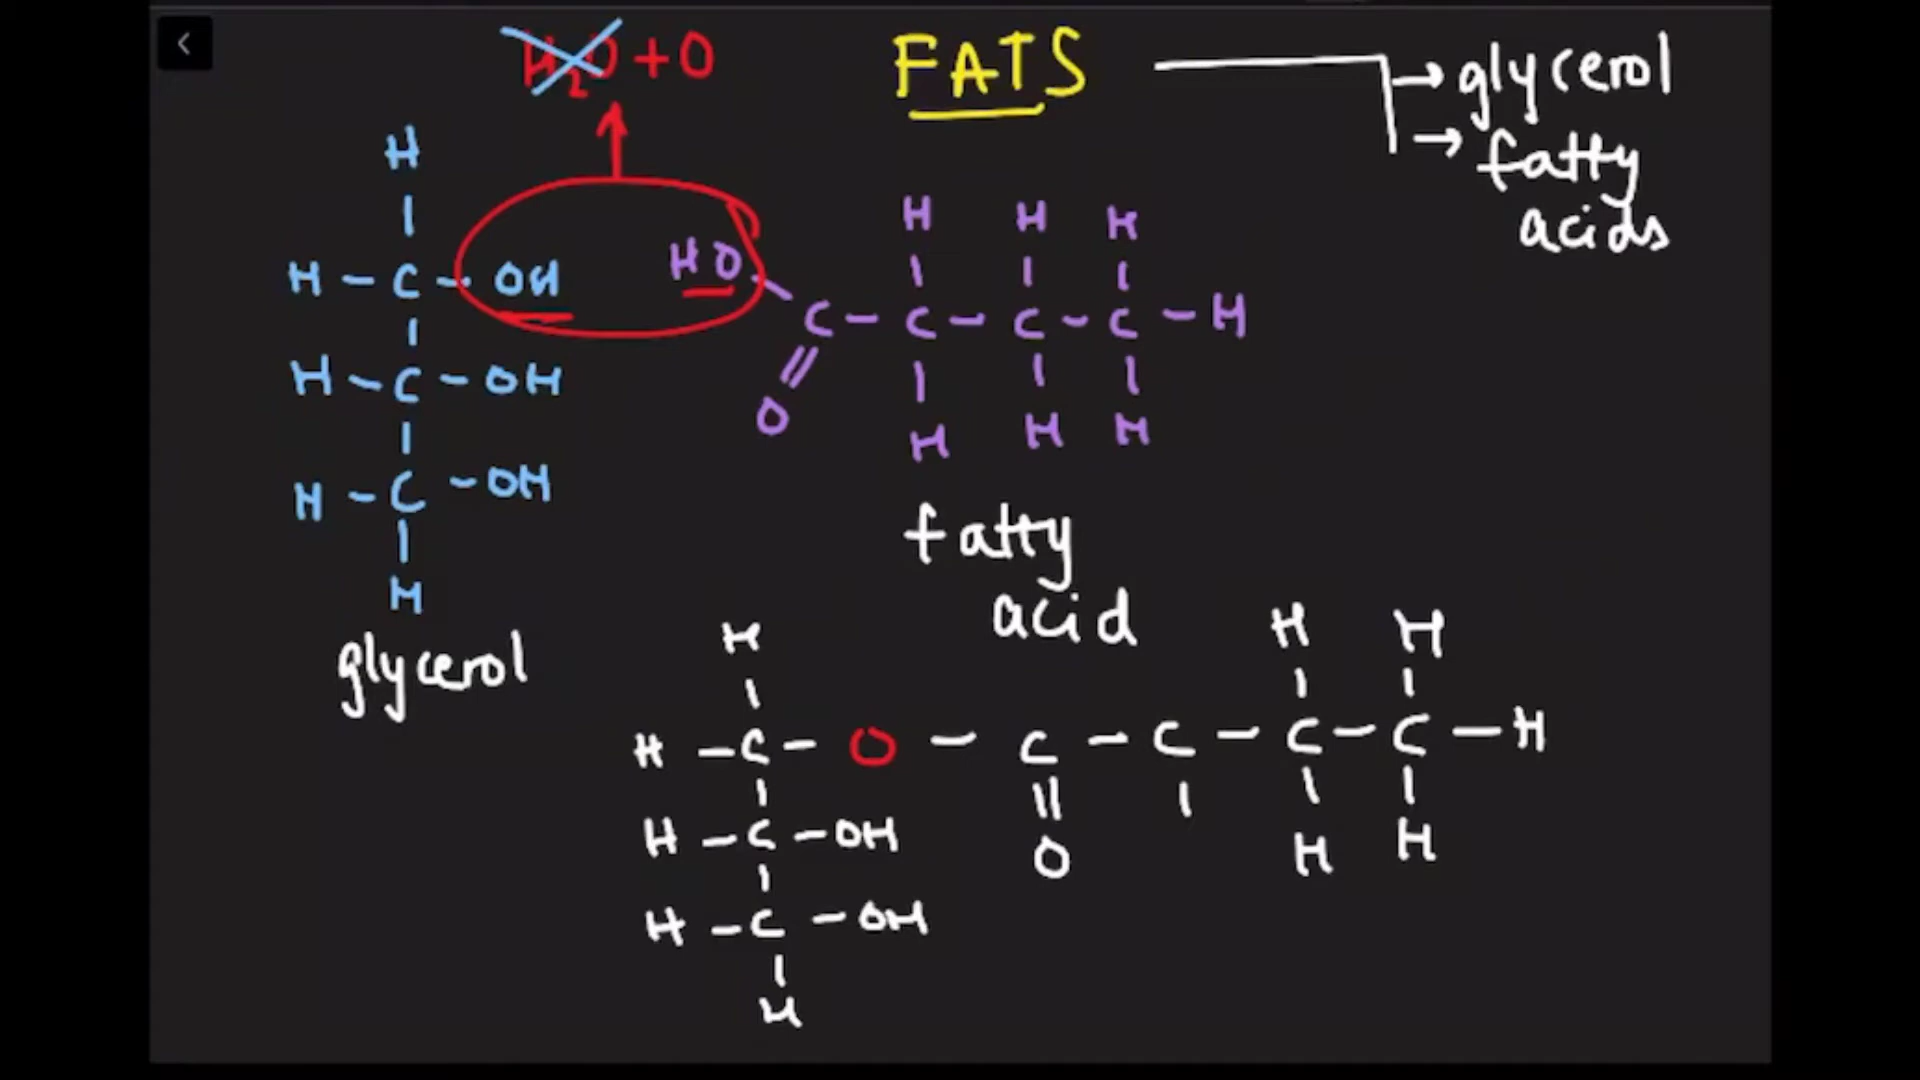 H₂O + O
FATS
→ glycerol
→ fatty
acids
H
|
H - C - OH
|
H - C - OH
|
H - C - OH
|
H
glycerol
H H H
| | |
HO \ C - C - C - C - H
// | | |
O H H H
fatty
acid
H H H
| | |
H - C - O - C - C - C - C - H
| || | | |
H - C - OH O H H
|
H - C - OH
|
H